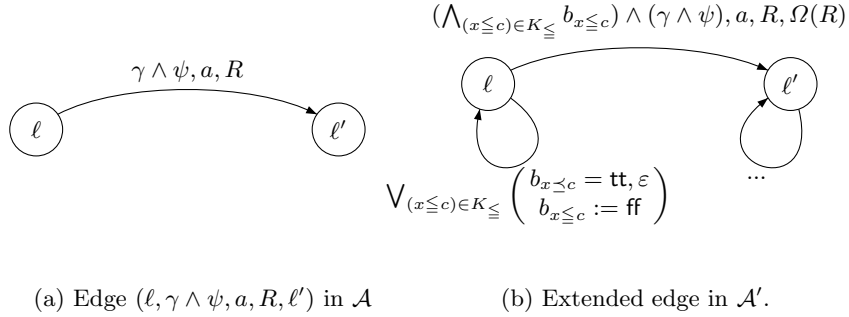 γ ∧ ψ, a, R
ℓ
ℓ′
(a) Edge (ℓ, γ ∧ ψ, a, R, ℓ′) in 𝒜
(⋀_{(x≦c)∈K_≦} b_{x≦c}) ∧ (γ ∧ ψ), a, R, Ω(R)
ℓ
ℓ′
⋁_{(x≦c)∈K_≦} ( b_{x⪯c} = tt, ε
b_{x≦c} := ff )
...
(b) Extended edge in 𝒜′.